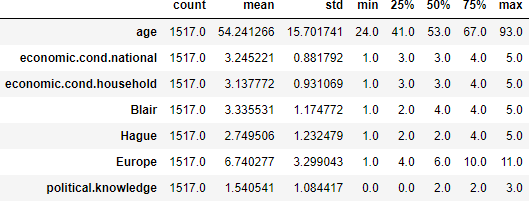 count mean std min 25% 50% 75% max
age 1517.0 54.241266 15.701741 24.0 41.0 53.0 67.0 93.0
economic.cond.national 1517.0 3.245221 0.881792 1.0 3.0 3.0 4.0 5.0
economic.cond.household 1517.0 3.137772 0.931069 1.0 3.0 3.0 4.0 5.0
Blair 1517.0 3.335531 1.174772 1.0 2.0 4.0 4.0 5.0
Hague 1517.0 2.749506 1.232479 1.0 2.0 2.0 4.0 5.0
Europe 1517.0 6.740277 3.299043 1.0 4.0 6.0 10.0 11.0
political.knowledge 1517.0 1.540541 1.084417 0.0 0.0 2.0 2.0 3.0